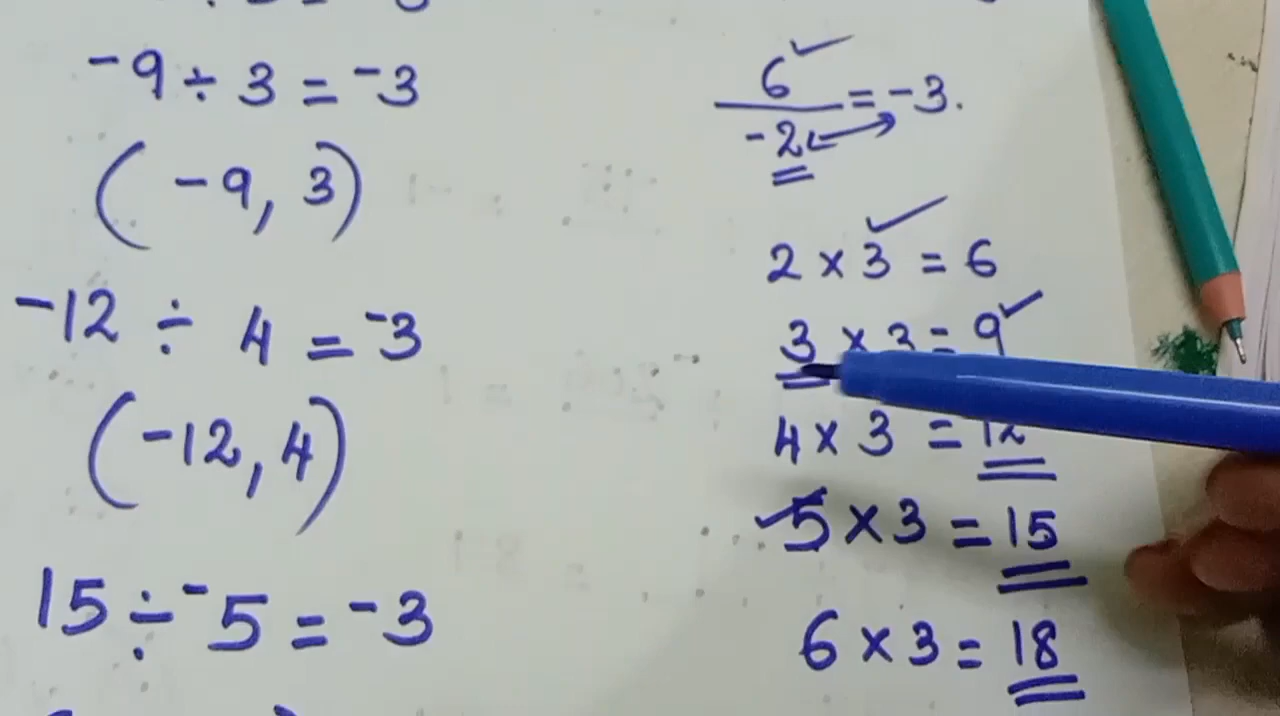 -9 ÷ 3 = -3
(-9, 3)
-12 ÷ 4 = -3
(-12, 4)
15 ÷ -5 = -3
6
-2
= -3.
2 × 3 = 6
3 × 3 = 9
4 × 3 = 12
5 × 3 = 15
6 × 3 = 18